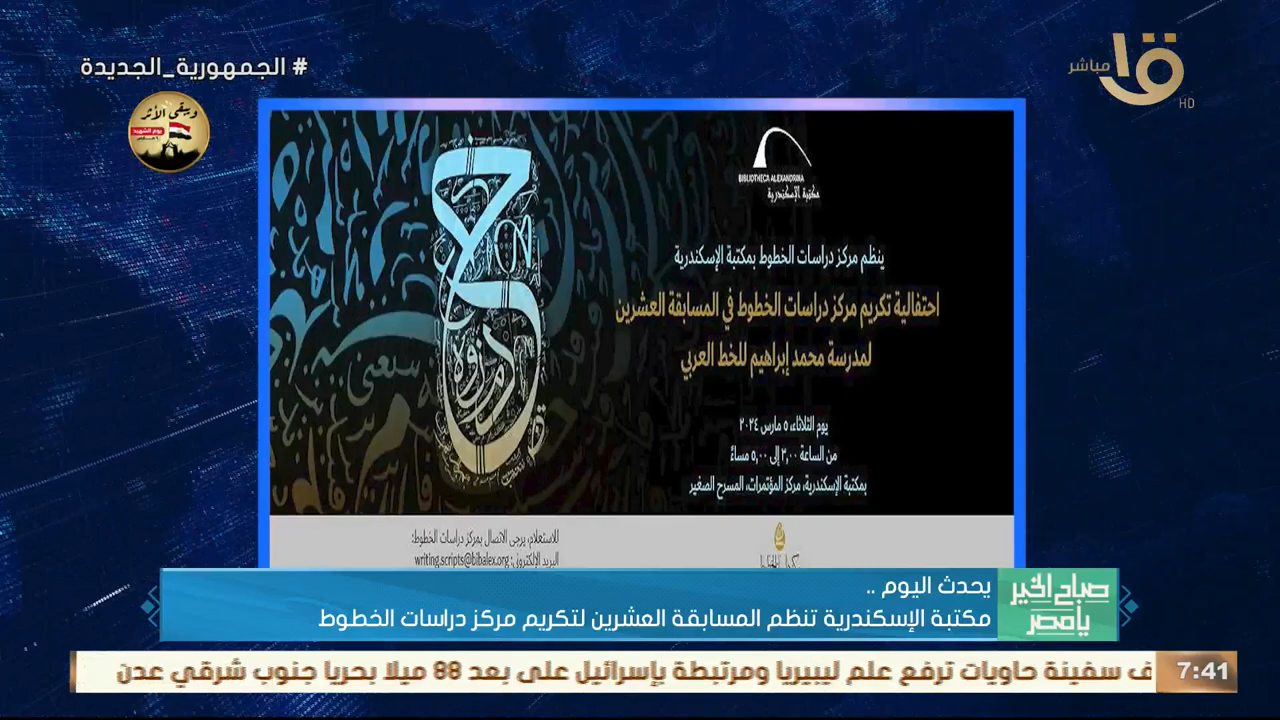 # الجمهورية_الجديدة
ويبقى الأثر
يوم الشهيد
مباشر
HD
BIBLIOTHECA ALEXANDRINA
مكتبة الإسكندرية
ينظم مركز دراسات الخطوط بمكتبة الإسكندرية
احتفالية تكريم مركز دراسات الخطوط في المسابقة العشرين
لمدرسة محمد إبراهيم للخط العربي
يوم الثلاثاء، ٥ مارس ٢٠٢٤
من الساعة ٣,٠٠ إلى ٥,٠٠ مساءً
بمكتبة الإسكندرية، مركز المؤتمرات، المسرح الصغير
للاستعلام، يرجى الاتصال بمركز دراسات الخطوط:
البريد الإلكتروني: writing.scripts@bibalex.org
صباح الخير
يا مصر
يحدث اليوم ..
مكتبة الإسكندرية تنظم المسابقة العشرين لتكريم مركز دراسات الخطوط
ف سفينة حاويات ترفع علم ليبيريا ومرتبطة بإسرائيل على بعد 88 ميلا بحريا جنوب شرقي عدن
7:41